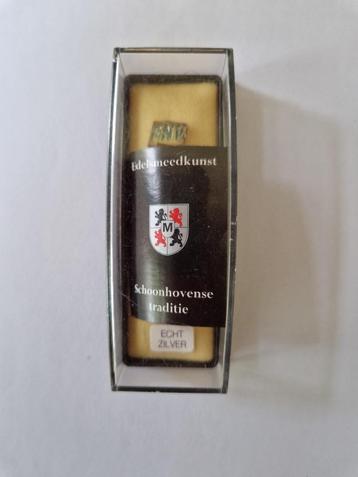 Edelsmeedkunst
M
Schoonhovense
traditie
ECHT
ZILVER